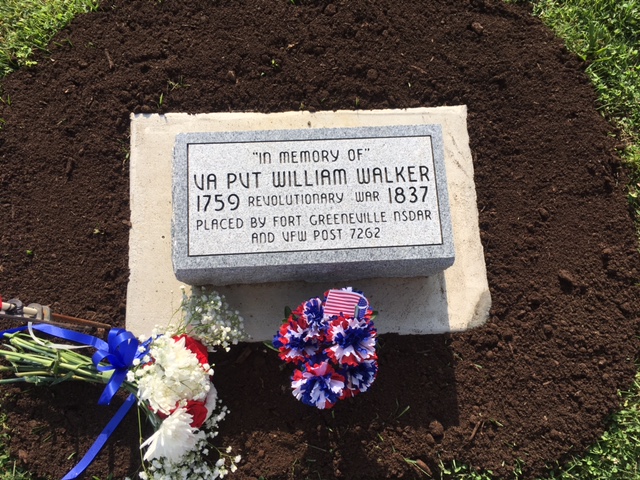 "IN MEMORY OF"
VA PVT WILLIAM WALKER
1759 REVOLUTIONARY WAR 1837
PLACED BY FORT GREENEVILLE NSDAR
AND VFW POST 7262